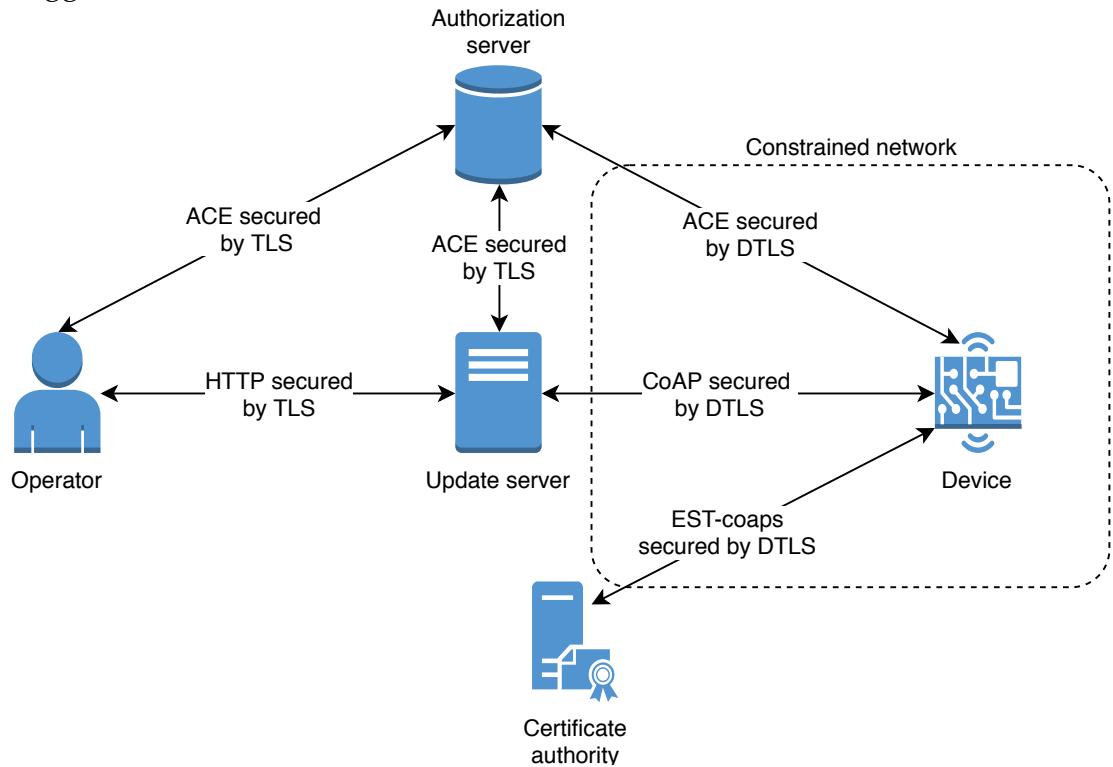 Authorization
server
Constrained network
ACE secured
by TLS
ACE secured
by TLS
ACE secured
by DTLS
HTTP secured
by TLS
CoAP secured
by DTLS
Operator
Update server
Device
EST-coaps
secured by DTLS
Certificate
authority